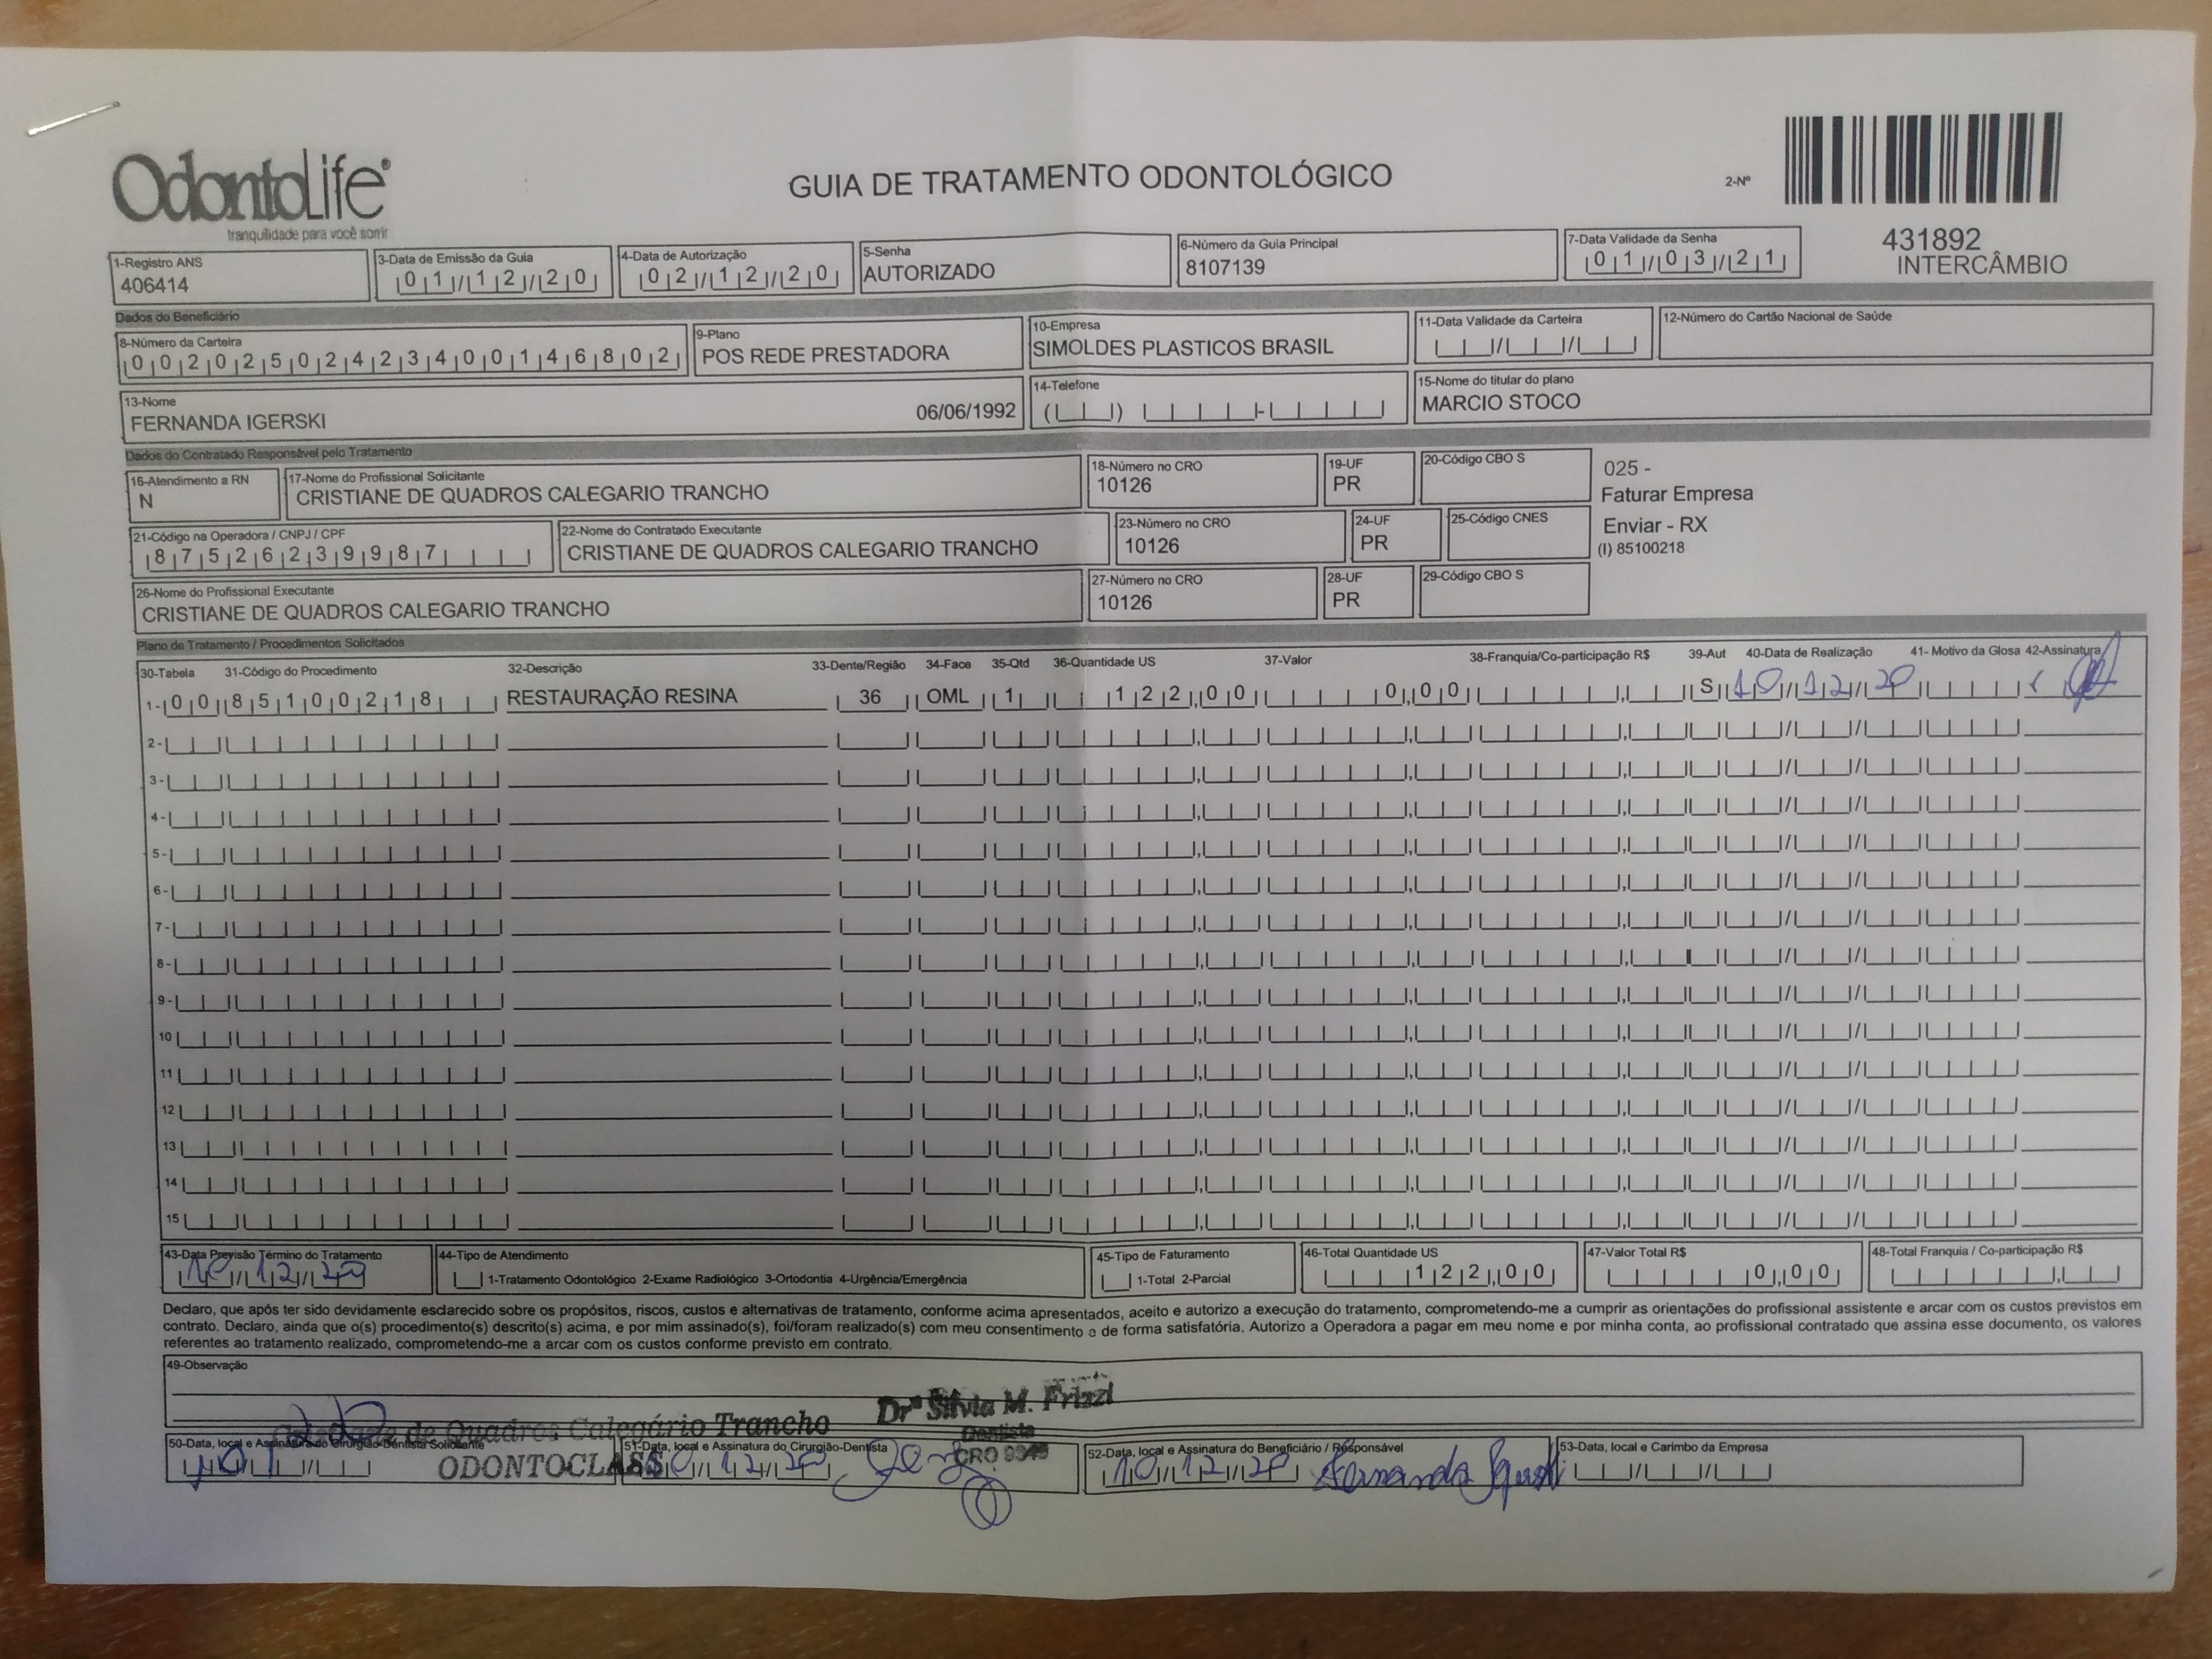 OdontoLife®
tranquilidade para você sorrir
GUIA DE TRATAMENTO ODONTOLÓGICO
2-Nº
431892
INTERCÂMBIO
1-Registro ANS
406414
3-Data de Emissão da Guia
01/12/20
4-Data de Autorização
02/12/20
5-Senha
AUTORIZADO
6-Número da Guia Principal
8107139
7-Data Validade da Senha
01/03/21
Dados do Beneficiário
8-Número da Carteira
00202502423400146802
9-Plano
POS REDE PRESTADORA
10-Empresa
SIMOLDES PLASTICOS BRASIL
11-Data Validade da Carteira
12-Número do Cartão Nacional de Saúde
13-Nome
FERNANDA IGERSKI 06/06/1992
14-Telefone
15-Nome do titular do plano
MARCIO STOCO
Dados do Contratado Responsável pelo Tratamento
16-Atendimento a RN
N
17-Nome do Profissional Solicitante
CRISTIANE DE QUADROS CALEGARIO TRANCHO
18-Número no CRO
10126
19-UF
PR
20-Código CBO S
025 -
Faturar Empresa
Enviar - RX
(I) 85100218
21-Código na Operadora / CNPJ / CPF
87526239987
22-Nome do Contratado Executante
CRISTIANE DE QUADROS CALEGARIO TRANCHO
23-Número no CRO
10126
24-UF
PR
25-Código CNES
26-Nome do Profissional Executante
CRISTIANE DE QUADROS CALEGARIO TRANCHO
27-Número no CRO
10126
28-UF
PR
29-Código CBO S
Plano de Tratamento / Procedimentos Solicitados
30-Tabela 31-Código do Procedimento 32-Descrição 33-Dente/Região 34-Face 35-Qtd 36-Quantidade US 37-Valor 38-Franquia/Co-participação R$ 39-Aut 40-Data de Realização 41- Motivo da Glosa 42-Assinatura
1- 00 85100218 RESTAURAÇÃO RESINA 36 OML 1 122,00 0,00 S 10/12/20
2-
3-
4-
5-
6-
7-
8-
9-
10
11
12
13
14
15
43-Data Previsão Término do Tratamento
10/12/20
44-Tipo de Atendimento
1-Tratamento Odontológico 2-Exame Radiológico 3-Ortodontia 4-Urgência/Emergência
45-Tipo de Faturamento
1-Total 2-Parcial
46-Total Quantidade US
122,00
47-Valor Total R$
0,00
48-Total Franquia / Co-participação R$
Declaro, que após ter sido devidamente esclarecido sobre os propósitos, riscos, custos e alternativas de tratamento, conforme acima apresentados, aceito e autorizo a execução do tratamento, comprometendo-me a cumprir as orientações do profissional assistente e arcar com os custos previstos em
contrato. Declaro, ainda que o(s) procedimento(s) descrito(s) acima, e por mim assinado(s), foi/foram realizado(s) com meu consentimento e de forma satisfatória. Autorizo a Operadora a pagar em meu nome e por minha conta, ao profissional contratado que assina esse documento, os valores
referentes ao tratamento realizado, comprometendo-me a arcar com os custos conforme previsto em contrato.
49-Observação
de Quadros Calegário Trancho
ODONTOCLASS
Drª Silvia M. Frizzi
Dentista
CRO 9949
50-Data, local e Assinatura do Cirurgião-Dentista Solicitante
51-Data, local e Assinatura do Cirurgião-Dentista
10/12/20
52-Data, local e Assinatura do Beneficiário / Responsável
10/12/20 Fernanda Igerski
53-Data, local e Carimbo da Empresa